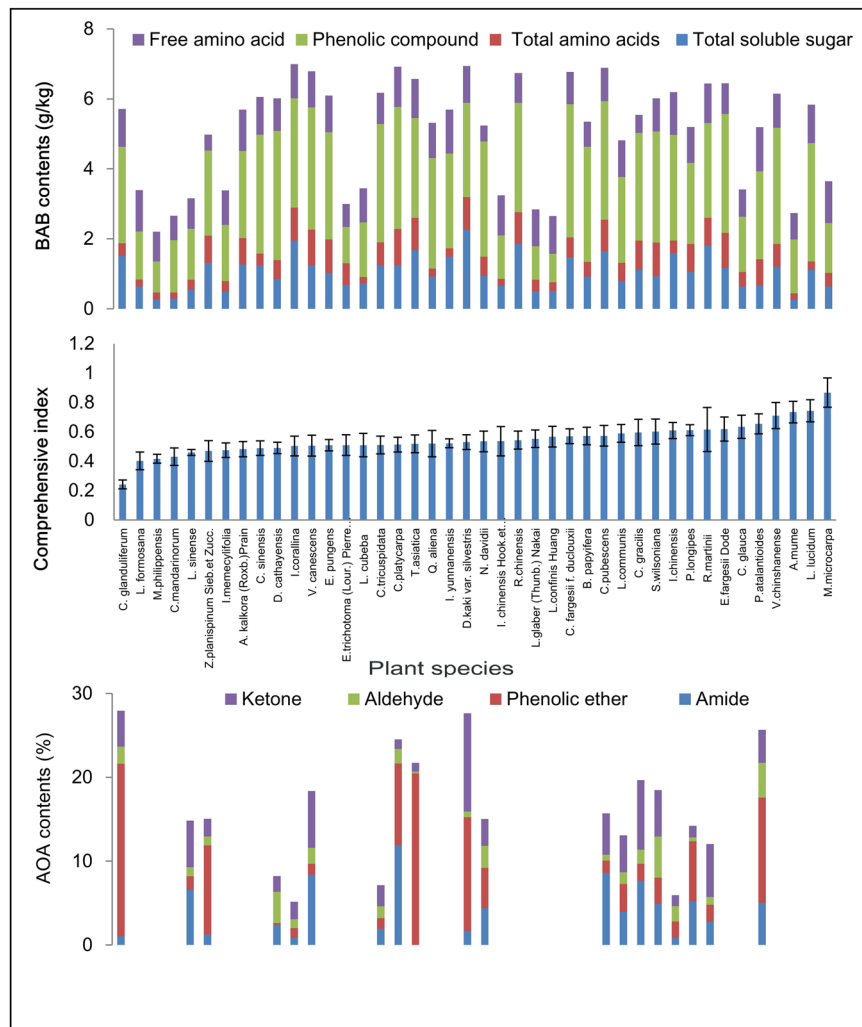 8
Free amino acid
Phenolic compound
Total amino acids
Total soluble sugar
6
4
2
0
BAB contents (g/kg)
1.2
1
0.8
0.6
0.4
0.2
0
Comprehensive index
C. glanduliferum
L. formosana
M.philippensis
C.mandarinorum
L. sinense
Z.planispinum Sieb.et Zucc.
I.memecylifolia
A. kalkora (Roxb.)Prain
C. sinensis
D. cathayensis
I.corallina
V. canescens
E. pungens
E.trichotoma (Lour.) Pierre...
L. cubeba
C.tricuspidata
C.platycarpa
T.asiatica
Q. aliena
I. yunnanensis
D.kaki var. silvestris
N. davidii
I. chinensis Hook.et...
R.chinensis
L.glaber (Thunb.) Nakai
L.confinis Huang
C. fargesii f. duclouxii
B. papyifera
C.pubescens
L.communis
C. gracilis
S.wilsoniana
I.chinensis
P.longipes
R.martinii
E.fargesii Dode
C. glauca
P.atalantioides
V.chinshanense
A.mume
L. lucidum
M.microcarpa
Plant species
30
Ketone
Aldehyde
Phenolic ether
Amide
20
10
0
AOA contents (%)